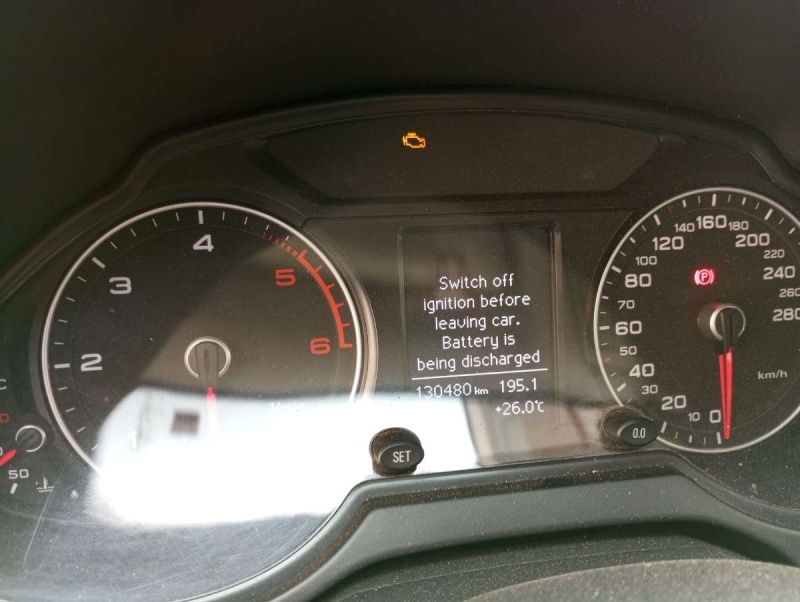 Switch off
ignition before
leaving car.
Battery is
being discharged
130480 km 195.1
+26.0°C
SET
0.0
2
3
4
5
6
C
50
0
10
20
30
40
50
60
70
80
100
120
140
160
180
200
220
240
260
280
km/h
P